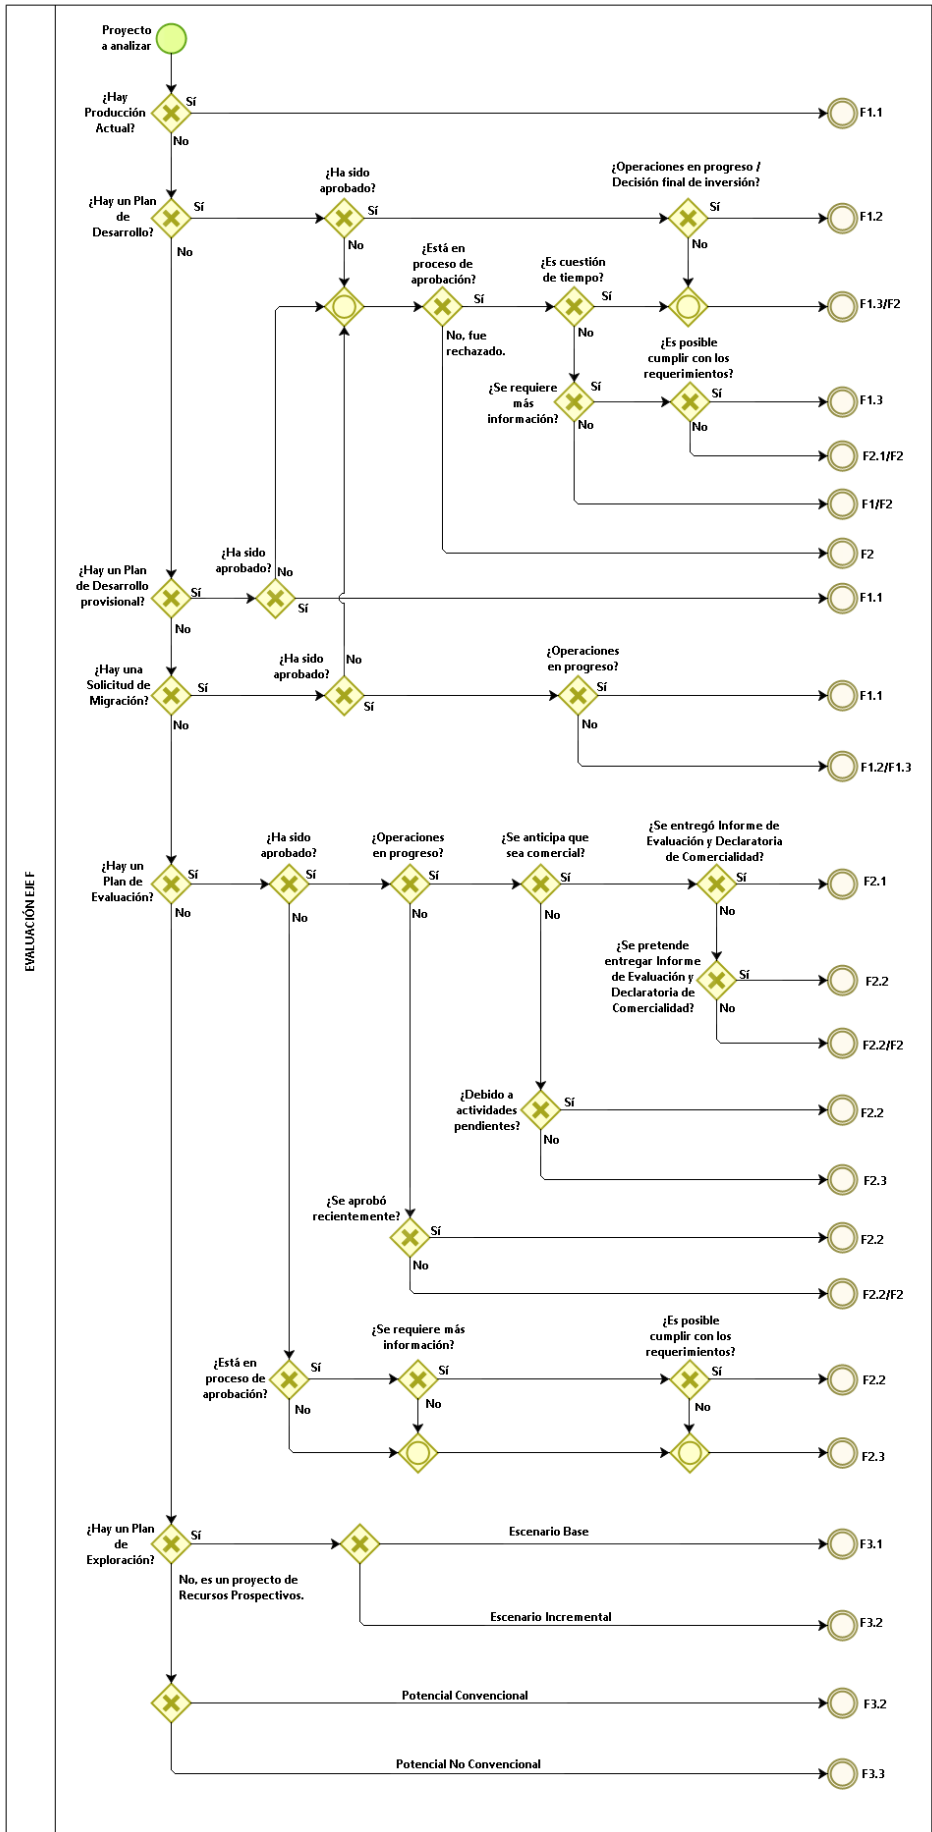 EVALUACIÓN EJE F
Proyecto
a analizar
¿Hay
Producción
Actual?
Sí
No
F1.1
¿Hay un Plan
de
Desarrollo?
Sí
No
¿Ha sido
aprobado?
Sí
No
¿Operaciones en progreso /
Decisión final de inversión?
Sí
No
F1.2
¿Está en
proceso de
aprobación?
Sí
No, fue
rechazado.
¿Es cuestión
de tiempo?
Sí
No
F1.3/F2
¿Se requiere
más
información?
Sí
No
¿Es posible
cumplir con los
requerimientos?
Sí
No
F1.3
F2.1/F2
F1/F2
F2
¿Hay un Plan
de Desarrollo
provisional?
Sí
No
¿Ha sido
aprobado?
No
Sí
F1.1
¿Hay una
Solicitud de
Migración?
Sí
No
¿Ha sido
aprobado?
No
Sí
¿Operaciones
en progreso?
Sí
No
F1.1
F1.2/F1.3
¿Hay un
Plan de
Evaluación?
Sí
No
¿Ha sido
aprobado?
Sí
No
¿Operaciones
en progreso?
Sí
No
¿Se anticipa que
sea comercial?
Sí
No
¿Se entregó Informe de
Evaluación y Declaratoria
de Comercialidad?
Sí
No
F2.1
¿Se pretende
entregar Informe
de Evaluación y
Declaratoria de
Comercialidad?
Sí
No
F2.2
F2.2/F2
¿Debido a
actividades
pendientes?
Sí
No
F2.2
F2.3
¿Se aprobó
recientemente?
Sí
No
F2.2
F2.2/F2
¿Está en
proceso de
aprobación?
Sí
No
¿Se requiere más
información?
Sí
No
¿Es posible
cumplir con los
requerimientos?
Sí
No
F2.2
F2.3
¿Hay un Plan
de
Exploración?
Sí
No, es un proyecto de
Recursos Prospectivos.
Escenario Base
F3.1
Escenario Incremental
F3.2
Potencial Convencional
F3.2
Potencial No Convencional
F3.3